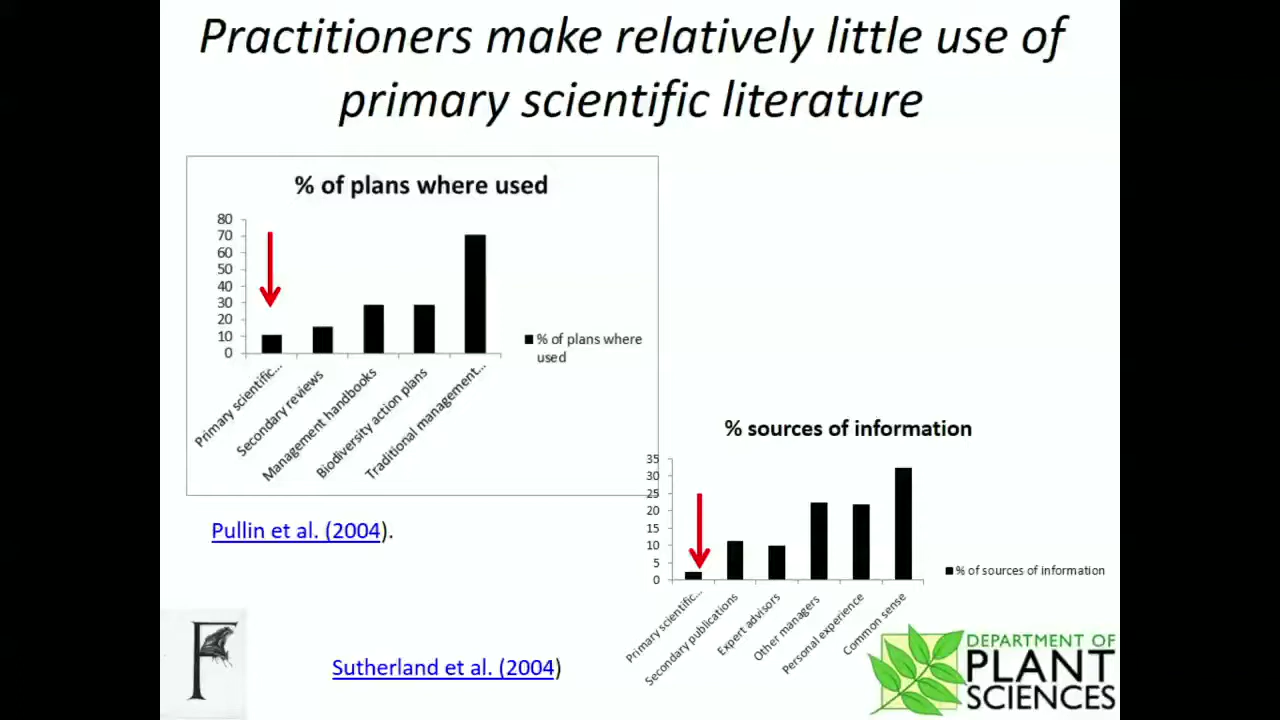 Practitioners make relatively little use of
primary scientific literature
% of plans where used
80
70
60
50
40
30
20
10
0
Primary scientific...
Secondary reviews
Management handbooks
Biodiversity action plans
Traditional management...
% of plans where
used
Pullin et al. (2004).
% sources of information
35
30
25
20
15
10
5
0
Primary scientific...
Secondary publications
Expert advisors
Other managers
Personal experience
Common sense
% of sources of information
Sutherland et al. (2004)
F
DEPARTMENT OF
PLANT
SCIENCES